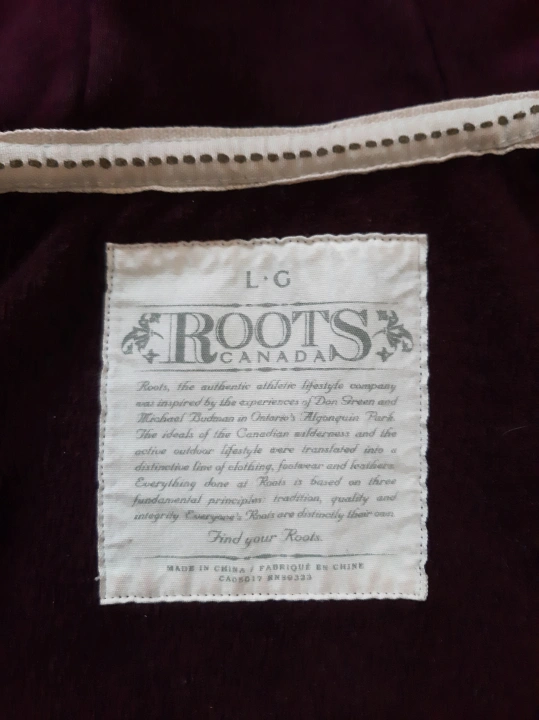 L·G
ROOTS
CANADA
Roots, the authentic athletic lifestyle company
was inspired by the experiences of Don Green and
Michael Budman in Ontario's Algonquin Park.
The ideals of the Canadian wilderness and the
active outdoor lifestyle were translated into a
distinctive line of clothing, footwear and leathers.
Everything done at Roots is based on three
fundamental principles: tradition, quality and
integrity. Everyone's Roots are distinctly their own.
Find your Roots.
MADE IN CHINA / FABRIQUÉ EN CHINE